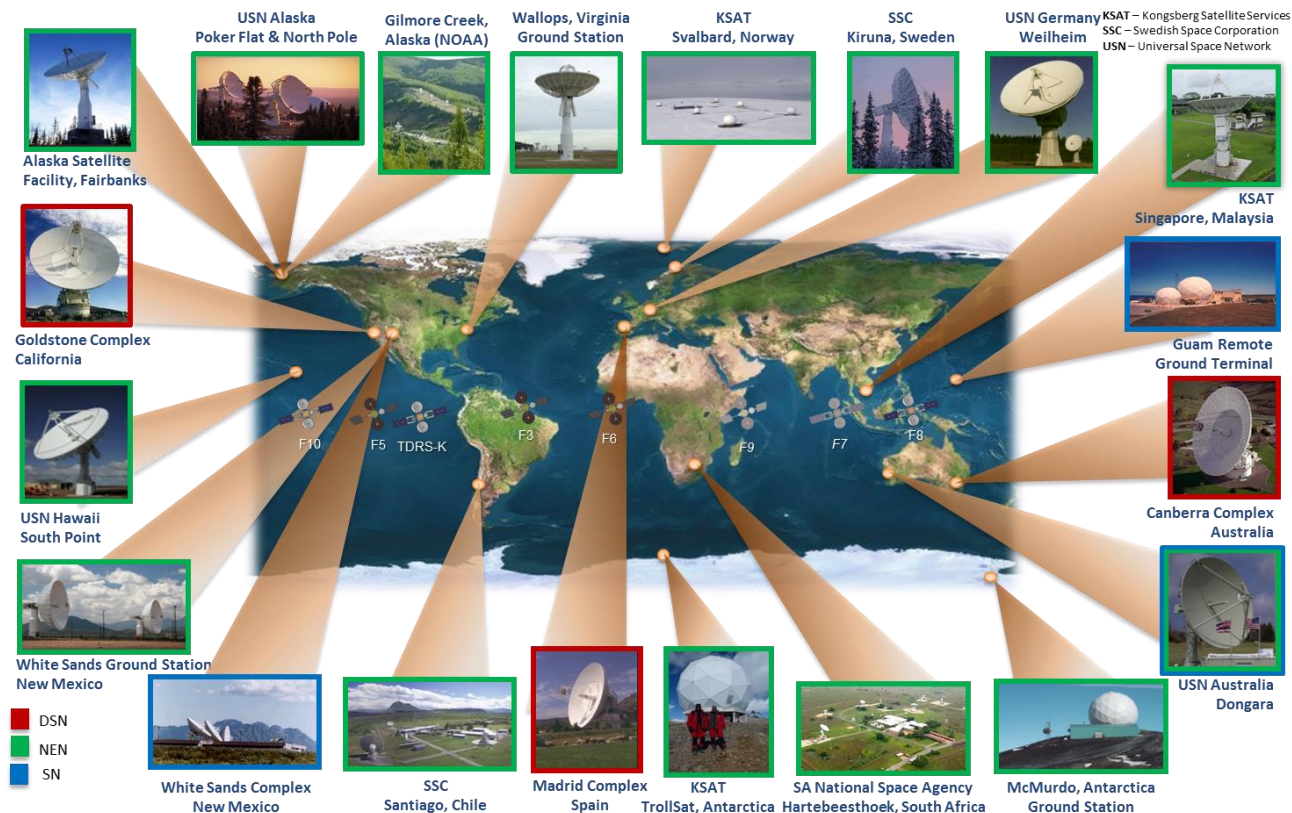 USN Alaska
Poker Flat & North Pole
Gilmore Creek,
Alaska (NOAA)
Wallops, Virginia
Ground Station
KSAT
Svalbard, Norway
SSC
Kiruna, Sweden
USN Germany
Weilheim
KSAT – Kongsberg Satellite Services
SSC – Swedish Space Corporation
USN – Universal Space Network
Alaska Satellite
Facility, Fairbanks
KSAT
Singapore, Malaysia
Goldstone Complex
California
Guam Remote
Ground Terminal
F10
F5
TDRS-K
F3
F6
F9
F7
F8
USN Hawaii
South Point
Canberra Complex
Australia
White Sands Ground Station
New Mexico
USN Australia
Dongara
DSN
NEN
SN
White Sands Complex
New Mexico
SSC
Santiago, Chile
Madrid Complex
Spain
KSAT
TrollSat, Antarctica
SA National Space Agency
Hartebeesthoek, South Africa
McMurdo, Antarctica
Ground Station